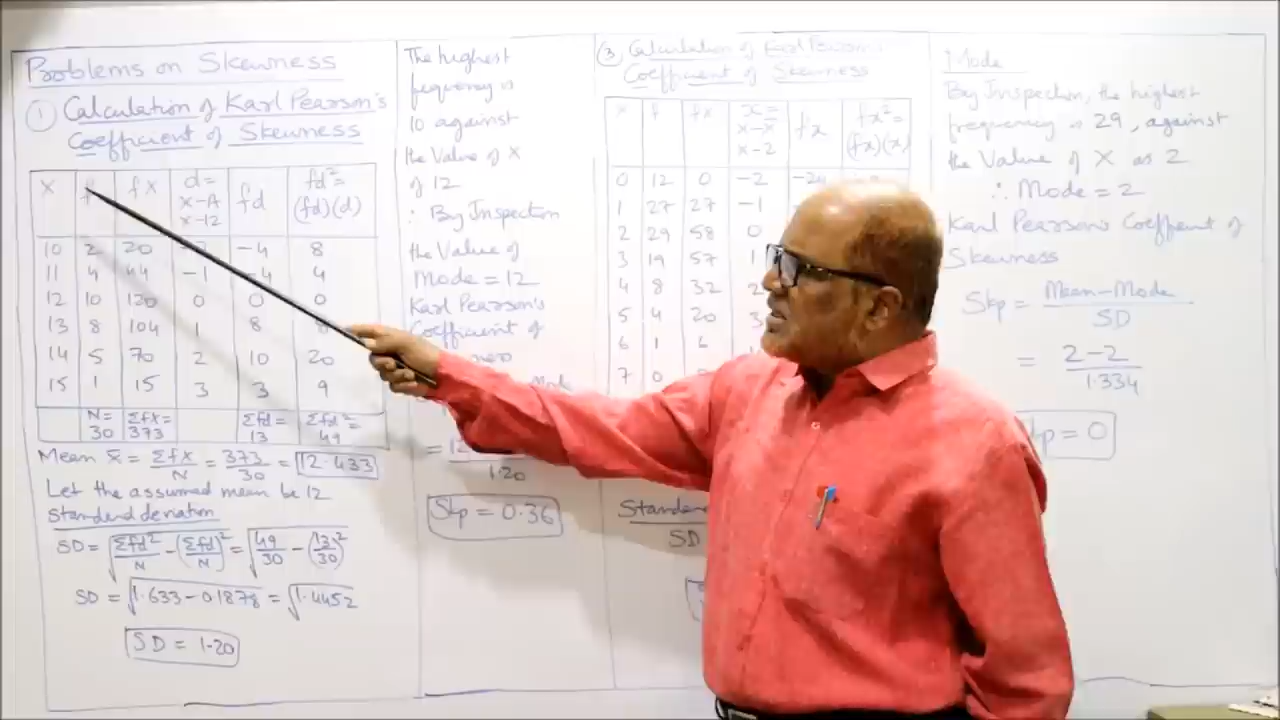 Problems on Skewness
① Calculation of Karl Pearson's
Coefficient of Skewness
X f fx d= x-A x-12 fd fd²= (fd)(d)
10 2 20 -4 8
11 4 44 -1 -4 4
12 10 120 0 0 0
13 8 104 1 8 8
14 5 70 2 10 20
15 1 15 3 3 9
N= 30 Σfx= 373 Σfd= 13 Σfd²= 49
Mean x̄ = Σfx/N = 373/30 = 12.433
Let the assumed mean be 12
Standard deviation
SD = √Σfd²/N - (Σfd/N)² = √49/30 - (13/30)²
SD = √1.633-0.1878 = √1.4452
SD = 1.20
The highest
frequency is
10 against
the Value of X
of 12
∴ By Inspection
the Value of
Mode = 12
Karl Pearson's
Coefficient of
Mode
= 12
1.20
Skp = 0.36
③ Calculation of Karl Pearson's
Coefficient of Skewness
x f fx x = x-x̄ x-2 fx fx²= (fx)(x)
0 12 0 -2 -24
1 27 27 -1
2 29 58 0
3 19 57 1
4 8 32 2
5 4 20 3
6 1 6
7 0
SD
Mode
By Inspection, the highest
frequency is 29, against
the Value of X as 2
∴ Mode = 2
Karl Pearsons Coefficient of
Skewness
Skp = Mean-Mode/SD
= 2-2/1.334
= 0